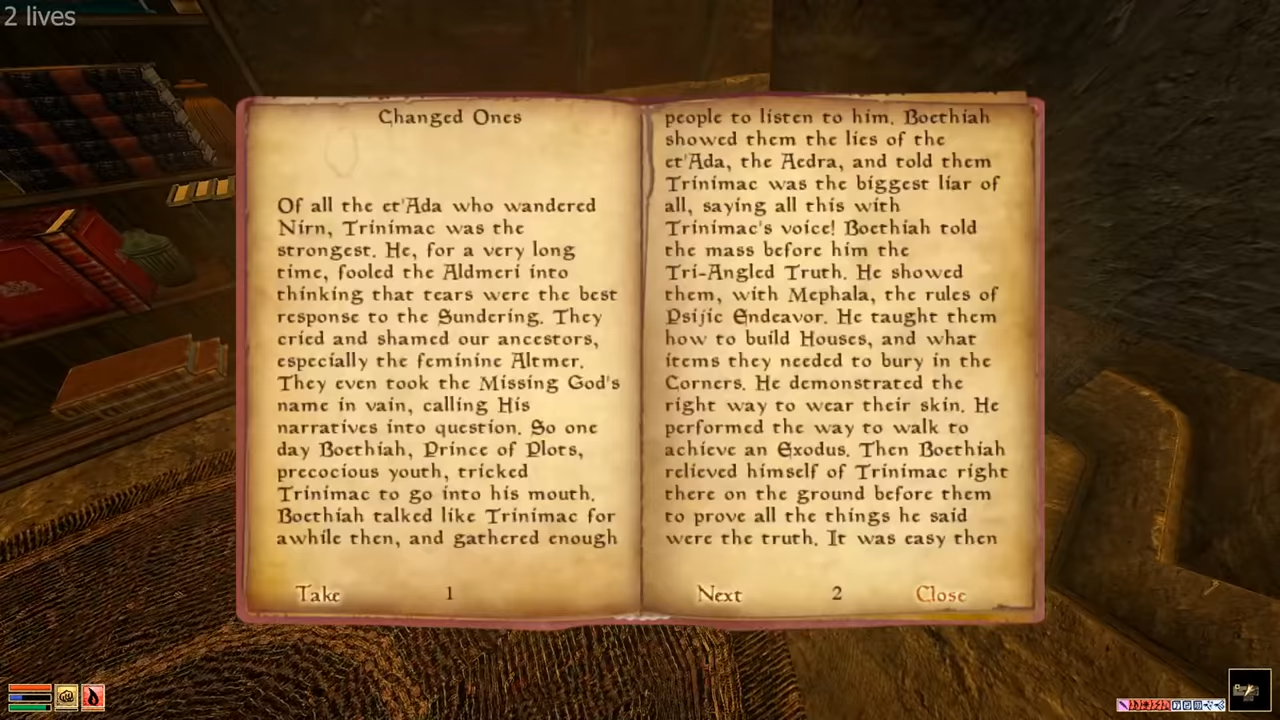 2 lives
Changed Ones
Of all the et'Ada who wandered
Nirn, Trinimac was the
strongest. He, for a very long
time, fooled the Aldmeri into
thinking that tears were the best
response to the Sundering. They
cried and shamed our ancestors,
especially the feminine Altmer.
They even took the Missing God's
name in vain, calling His
narratives into question. So one
day Boethiah, Prince of Plots,
precocious youth, tricked
Trinimac to go into his mouth.
Boethiah talked like Trinimac for
awhile then, and gathered enough
people to listen to him. Boethiah
showed them the lies of the
et'Ada, the Aedra, and told them
Trinimac was the biggest liar of
all, saying all this with
Trinimac's voice! Boethiah told
the mass before him the
Tri-Angled Truth. He showed
them, with Mephala, the rules of
Psijic Endeavor. He taught them
how to build Houses, and what
items they needed to bury in the
Corners. He demonstrated the
right way to wear their skin. He
performed the way to walk to
achieve an Exodus. Then Boethiah
relieved himself of Trinimac right
there on the ground before them
to prove all the things he said
were the truth. It was easy then
Take 1 Next 2 Close